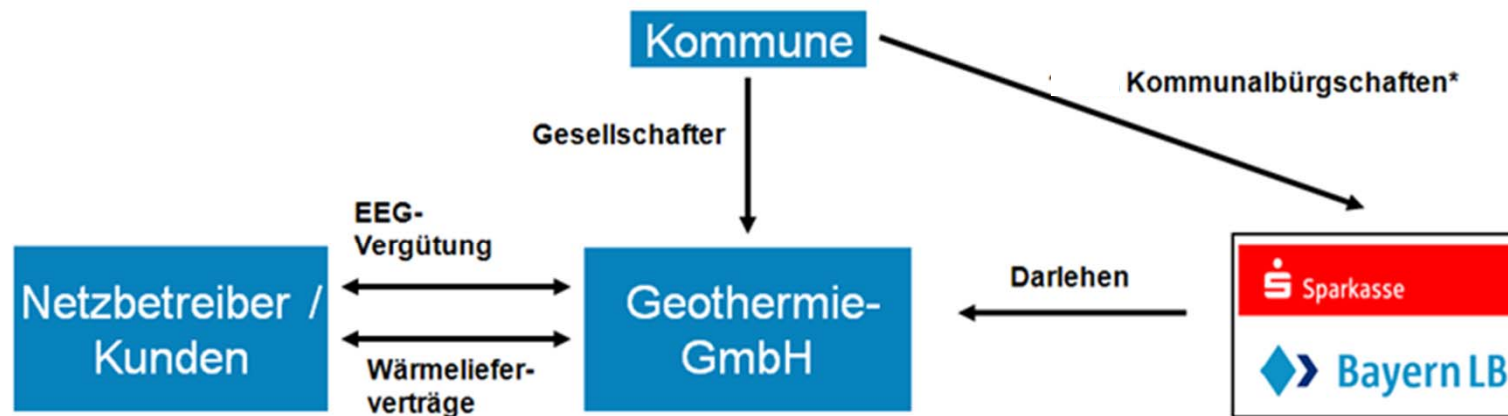 Kommune
Kommunalbürgschaften*
Gesellschafter
EEG-
Vergütung
Netzbetreiber /
Kunden
Wärmeliefer-
verträge
Geothermie-
GmbH
Darlehen
Sparkasse
Bayern LB